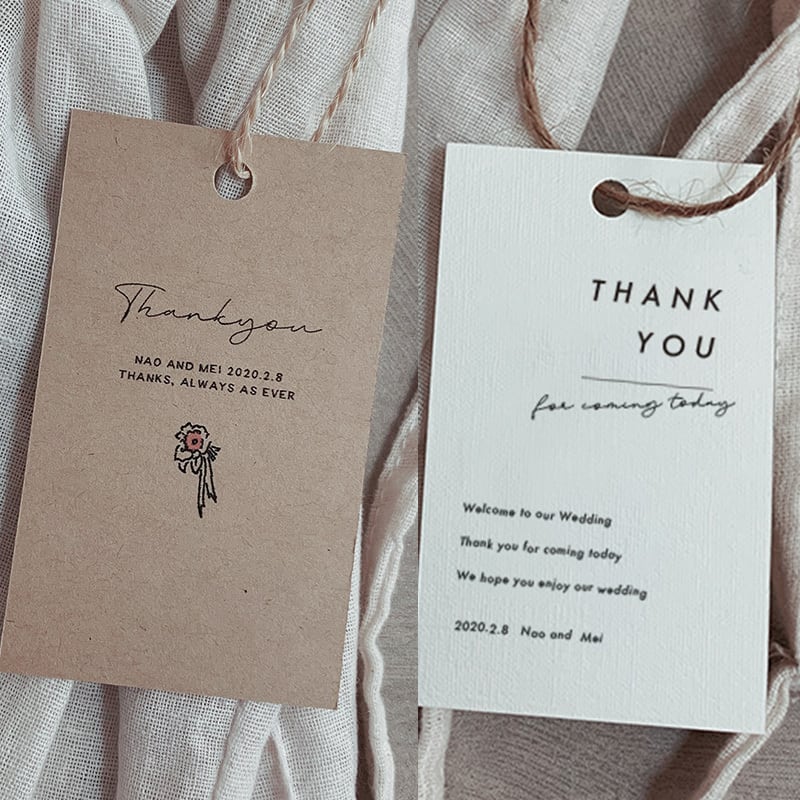 Thankyou
NAO AND MEI 2020.2.8
THANKS, ALWAYS AS EVER
THANK
YOU
for coming today
Welcome to our Wedding
Thank you for coming today
We hope you enjoy our wedding
2020.2.8 Nao and Mei